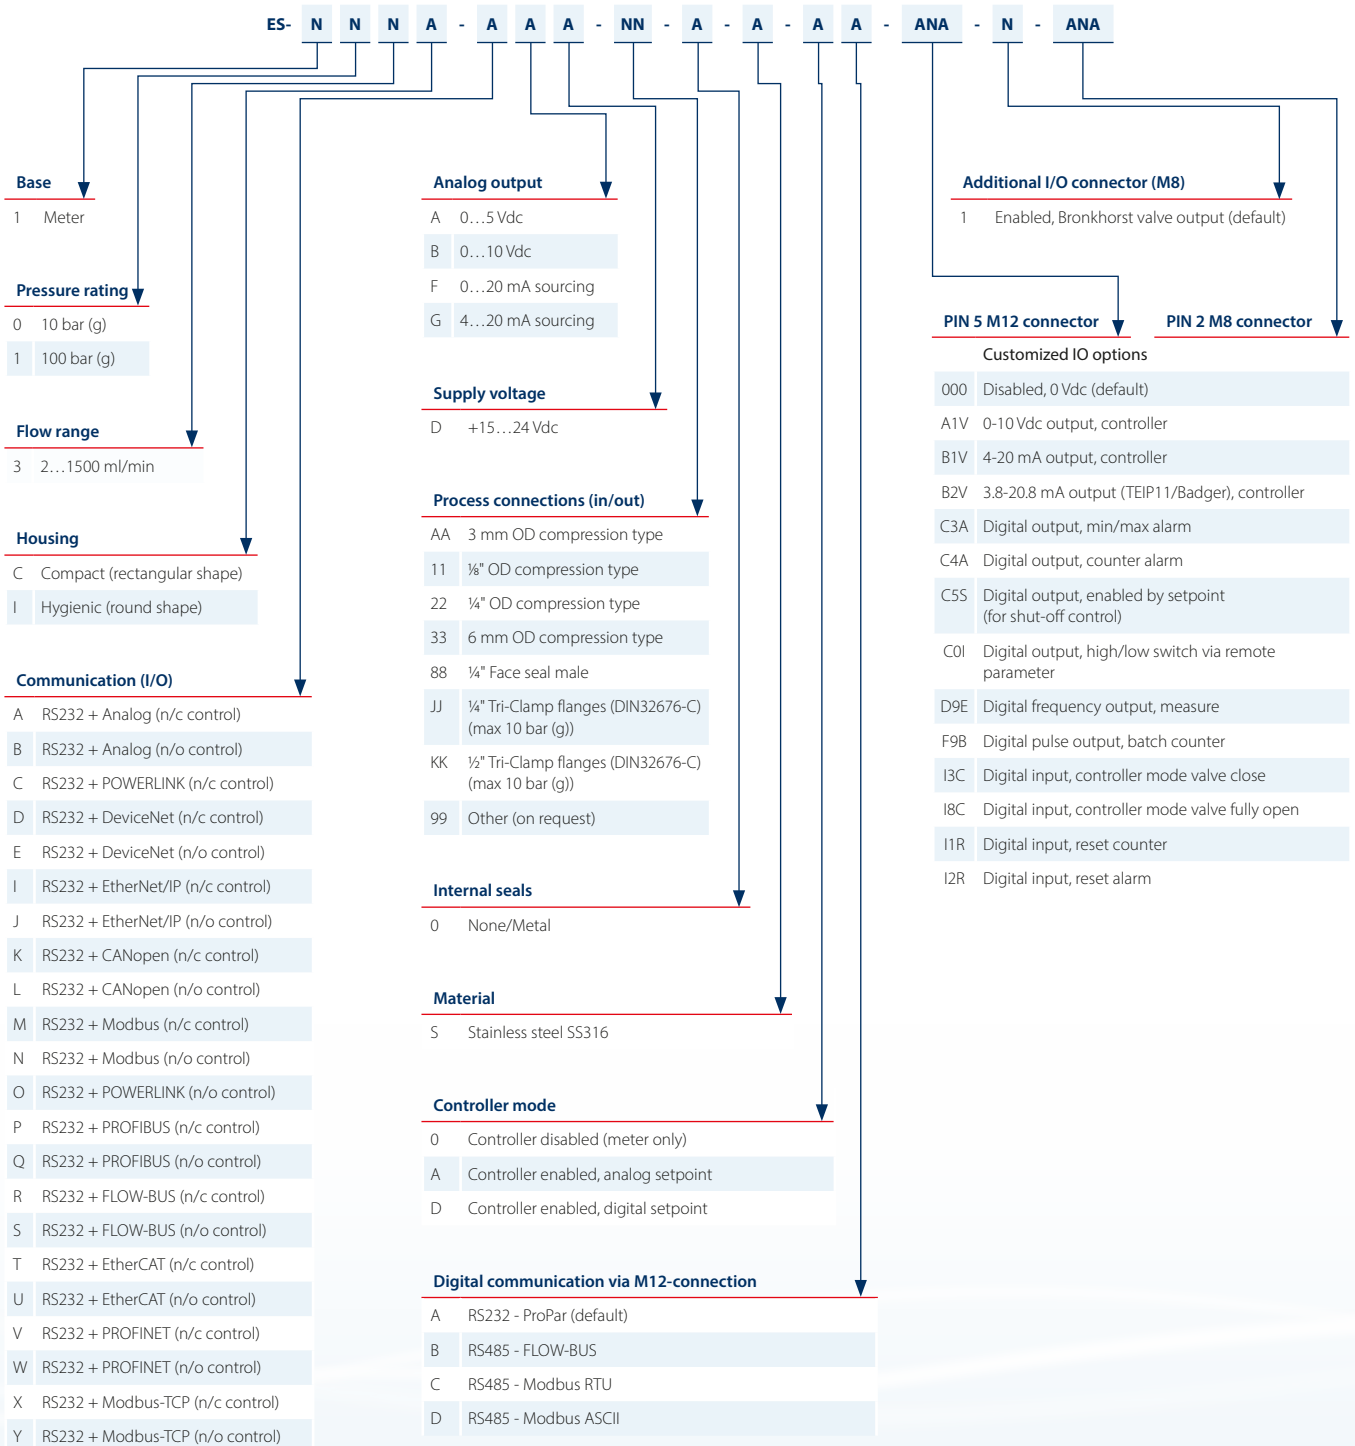 ES- N N N A - A A A - NN - A - A - A A - ANA - N - ANA
Base
1 Meter
Pressure rating
0 10 bar (g)
1 100 bar (g)
Flow range
3 2…1500 ml/min
Housing
C Compact (rectangular shape)
I Hygienic (round shape)
Communication (I/O)
A RS232 + Analog (n/c control)
B RS232 + Analog (n/o control)
C RS232 + POWERLINK (n/c control)
D RS232 + DeviceNet (n/c control)
E RS232 + DeviceNet (n/o control)
I RS232 + EtherNet/IP (n/c control)
J RS232 + EtherNet/IP (n/o control)
K RS232 + CANopen (n/c control)
L RS232 + CANopen (n/o control)
M RS232 + Modbus (n/c control)
N RS232 + Modbus (n/o control)
O RS232 + POWERLINK (n/o control)
P RS232 + PROFIBUS (n/c control)
Q RS232 + PROFIBUS (n/o control)
R RS232 + FLOW-BUS (n/c control)
S RS232 + FLOW-BUS (n/o control)
T RS232 + EtherCAT (n/c control)
U RS232 + EtherCAT (n/o control)
V RS232 + PROFINET (n/c control)
W RS232 + PROFINET (n/o control)
X RS232 + Modbus-TCP (n/c control)
Y RS232 + Modbus-TCP (n/o control)
Analog output
A 0…5 Vdc
B 0…10 Vdc
F 0…20 mA sourcing
G 4…20 mA sourcing
Supply voltage
D +15…24 Vdc
Process connections (in/out)
AA 3 mm OD compression type
11 ⅛" OD compression type
22 ¼" OD compression type
33 6 mm OD compression type
88 ¼" Face seal male
JJ ¼" Tri-Clamp flanges (DIN32676-C)
(max 10 bar (g))
KK ½" Tri-Clamp flanges (DIN32676-C)
(max 10 bar (g))
99 Other (on request)
Internal seals
0 None/Metal
Material
S Stainless steel SS316
Controller mode
0 Controller disabled (meter only)
A Controller enabled, analog setpoint
D Controller enabled, digital setpoint
Digital communication via M12-connection
A RS232 - ProPar (default)
B RS485 - FLOW-BUS
C RS485 - Modbus RTU
D RS485 - Modbus ASCII
Additional I/O connector (M8)
1 Enabled, Bronkhorst valve output (default)
PIN 5 M12 connector PIN 2 M8 connector
Customized IO options
000 Disabled, 0 Vdc (default)
A1V 0-10 Vdc output, controller
B1V 4-20 mA output, controller
B2V 3.8-20.8 mA output (TEIP11/Badger), controller
C3A Digital output, min/max alarm
C4A Digital output, counter alarm
C5S Digital output, enabled by setpoint
(for shut-off control)
C0I Digital output, high/low switch via remote
parameter
D9E Digital frequency output, measure
F9B Digital pulse output, batch counter
I3C Digital input, controller mode valve close
I8C Digital input, controller mode valve fully open
I1R Digital input, reset counter
I2R Digital input, reset alarm